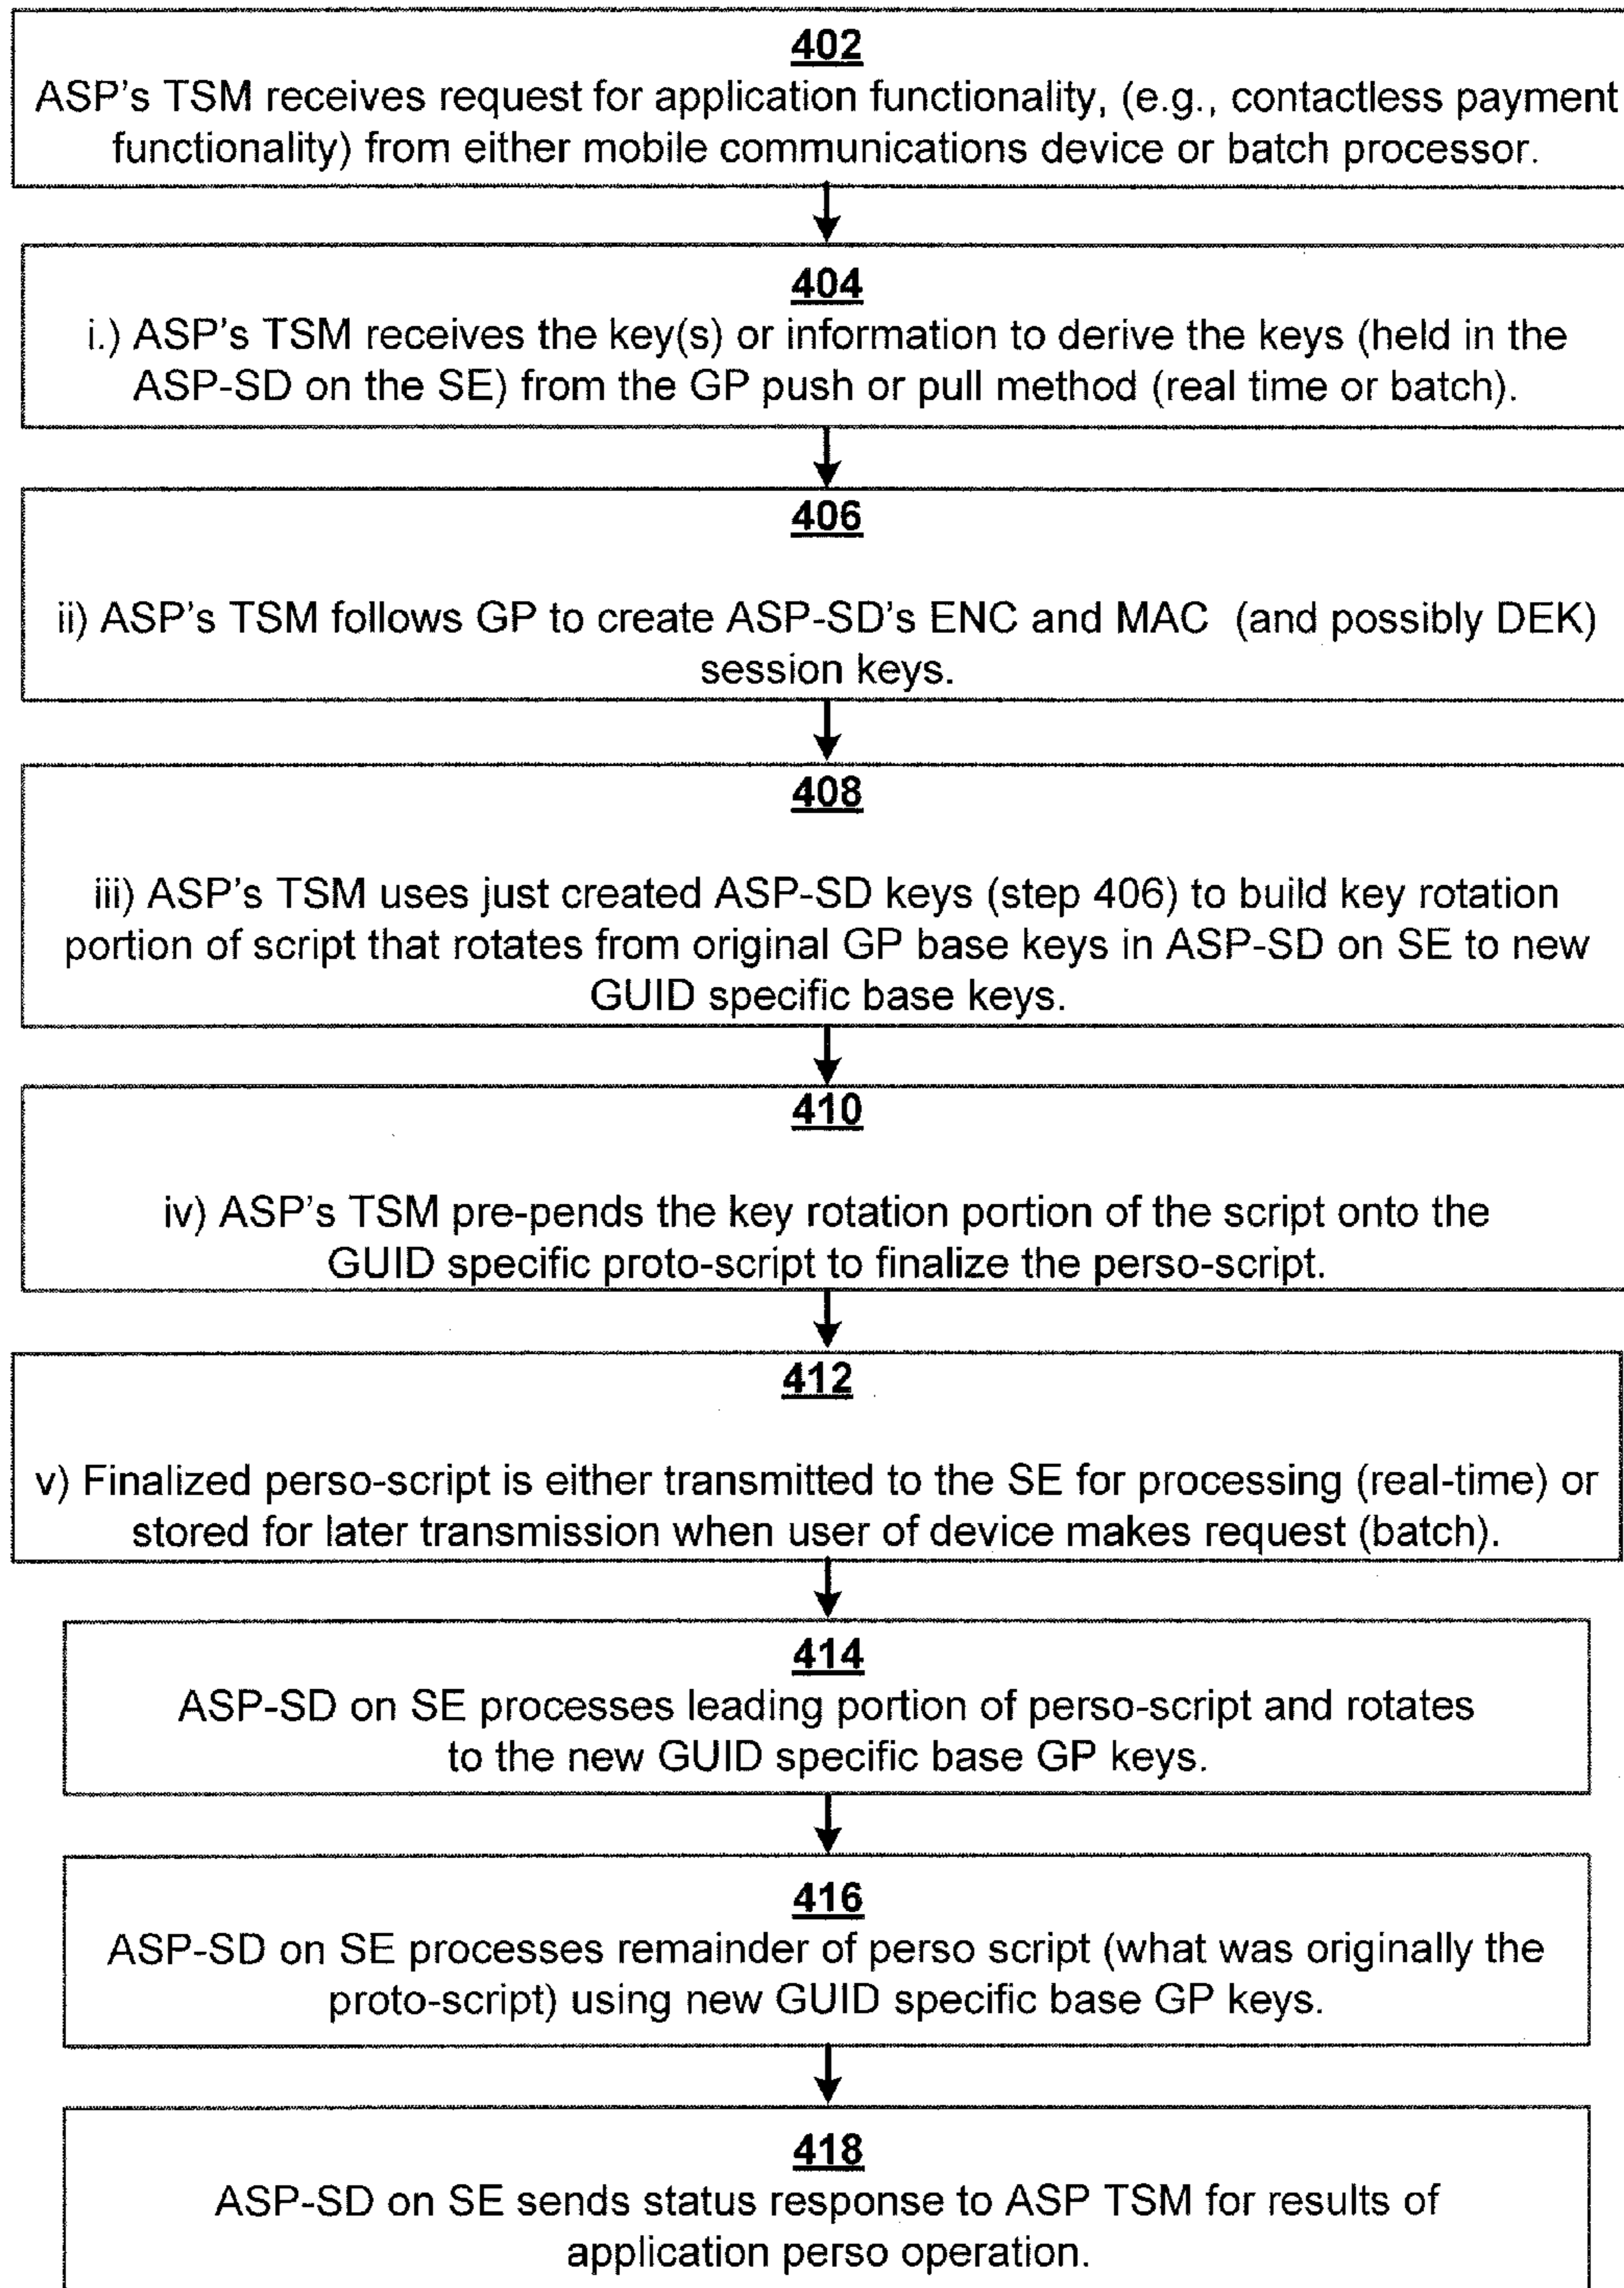 402
ASP's TSM receives request for application functionality, (e.g., contactless payment
functionality) from either mobile communications device or batch processor.
404
i.) ASP's TSM receives the key(s) or information to derive the keys (held in the
ASP-SD on the SE) from the GP push or pull method (real time or batch).
406
ii) ASP's TSM follows GP to create ASP-SD's ENC and MAC (and possibly DEK)
session keys.
408
iii) ASP's TSM uses just created ASP-SD keys (step 406) to build key rotation
portion of script that rotates from original GP base keys in ASP-SD on SE to new
GUID specific base keys.
410
iv) ASP's TSM pre-pends the key rotation portion of the script onto the
GUID specific proto-script to finalize the perso-script.
412
v) Finalized perso-script is either transmitted to the SE for processing (real-time) or
stored for later transmission when user of device makes request (batch).
414
ASP-SD on SE processes leading portion of perso-script and rotates
to the new GUID specific base GP keys.
416
ASP-SD on SE processes remainder of perso script (what was originally the
proto-script) using new GUID specific base GP keys.
418
ASP-SD on SE sends status response to ASP TSM for results of
application perso operation.